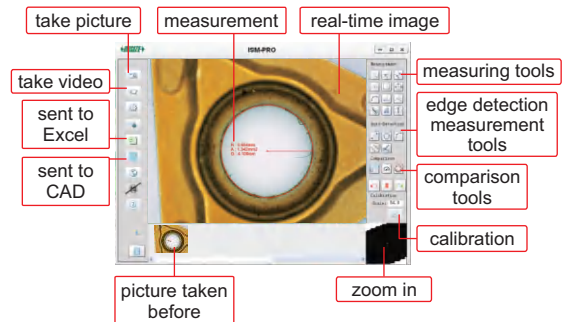 take picture
measurement
real-time image
ISM-PRO
take video
measuring tools
sent to
Excel
edge detection
measurement
tools
sent to
CAD
comparison
tools
calibration
picture taken
before
zoom in